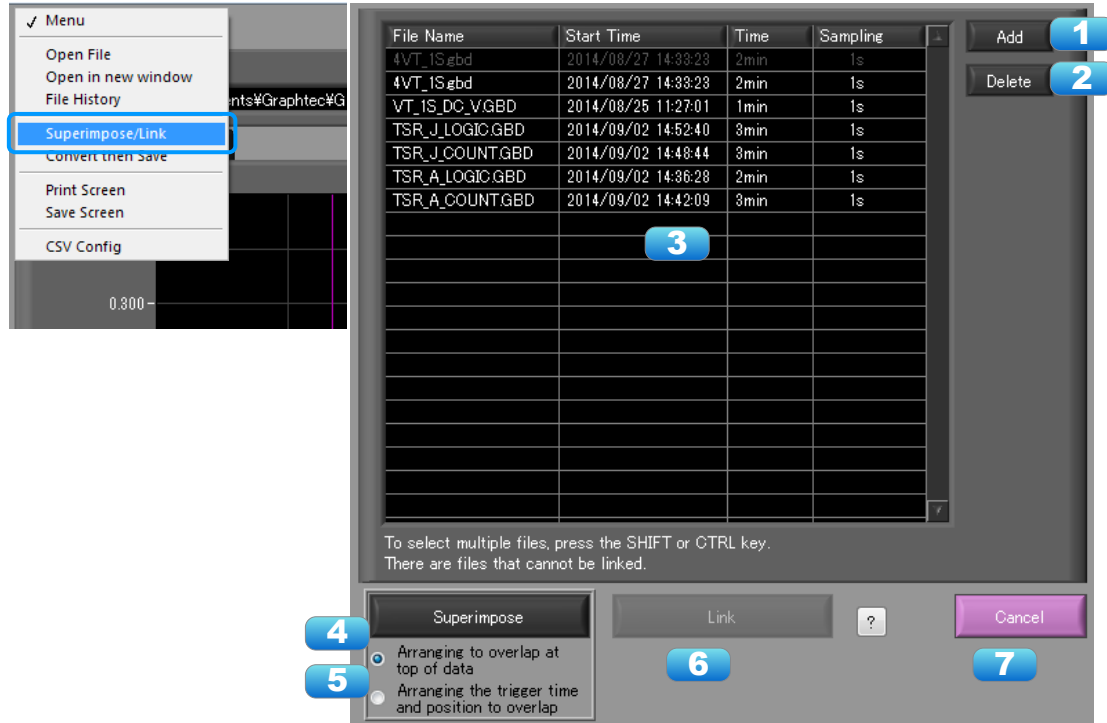 ✓ Menu
Open File
Open in new window
File History
Superimpose/Link
Convert then Save
Print Screen
Save Screen
CSV Config
nts¥Graphtec¥G
0.300
File Name Start Time Time Sampling
4VT_1S.gbd 2014/08/27 14:33:23 2min 1s
4VT_1S.gbd 2014/08/27 14:33:23 2min 1s
VT_1S_DC_V.GBD 2014/08/25 11:27:01 1min 1s
TSR_J_LOGIC.GBD 2014/09/02 14:52:40 3min 1s
TSR_J_COUNT.GBD 2014/09/02 14:48:44 3min 1s
TSR_A_LOGIC.GBD 2014/09/02 14:36:28 2min 1s
TSR_A_COUNT.GBD 2014/09/02 14:42:09 3min 1s
Add 1
Delete 2
3
To select multiple files, press the SHIFT or CTRL key.
There are files that cannot be linked.
Superimpose
4
Arranging to overlap at
top of data
5
Arranging the trigger time
and position to overlap
Link
6
?
Cancel
7